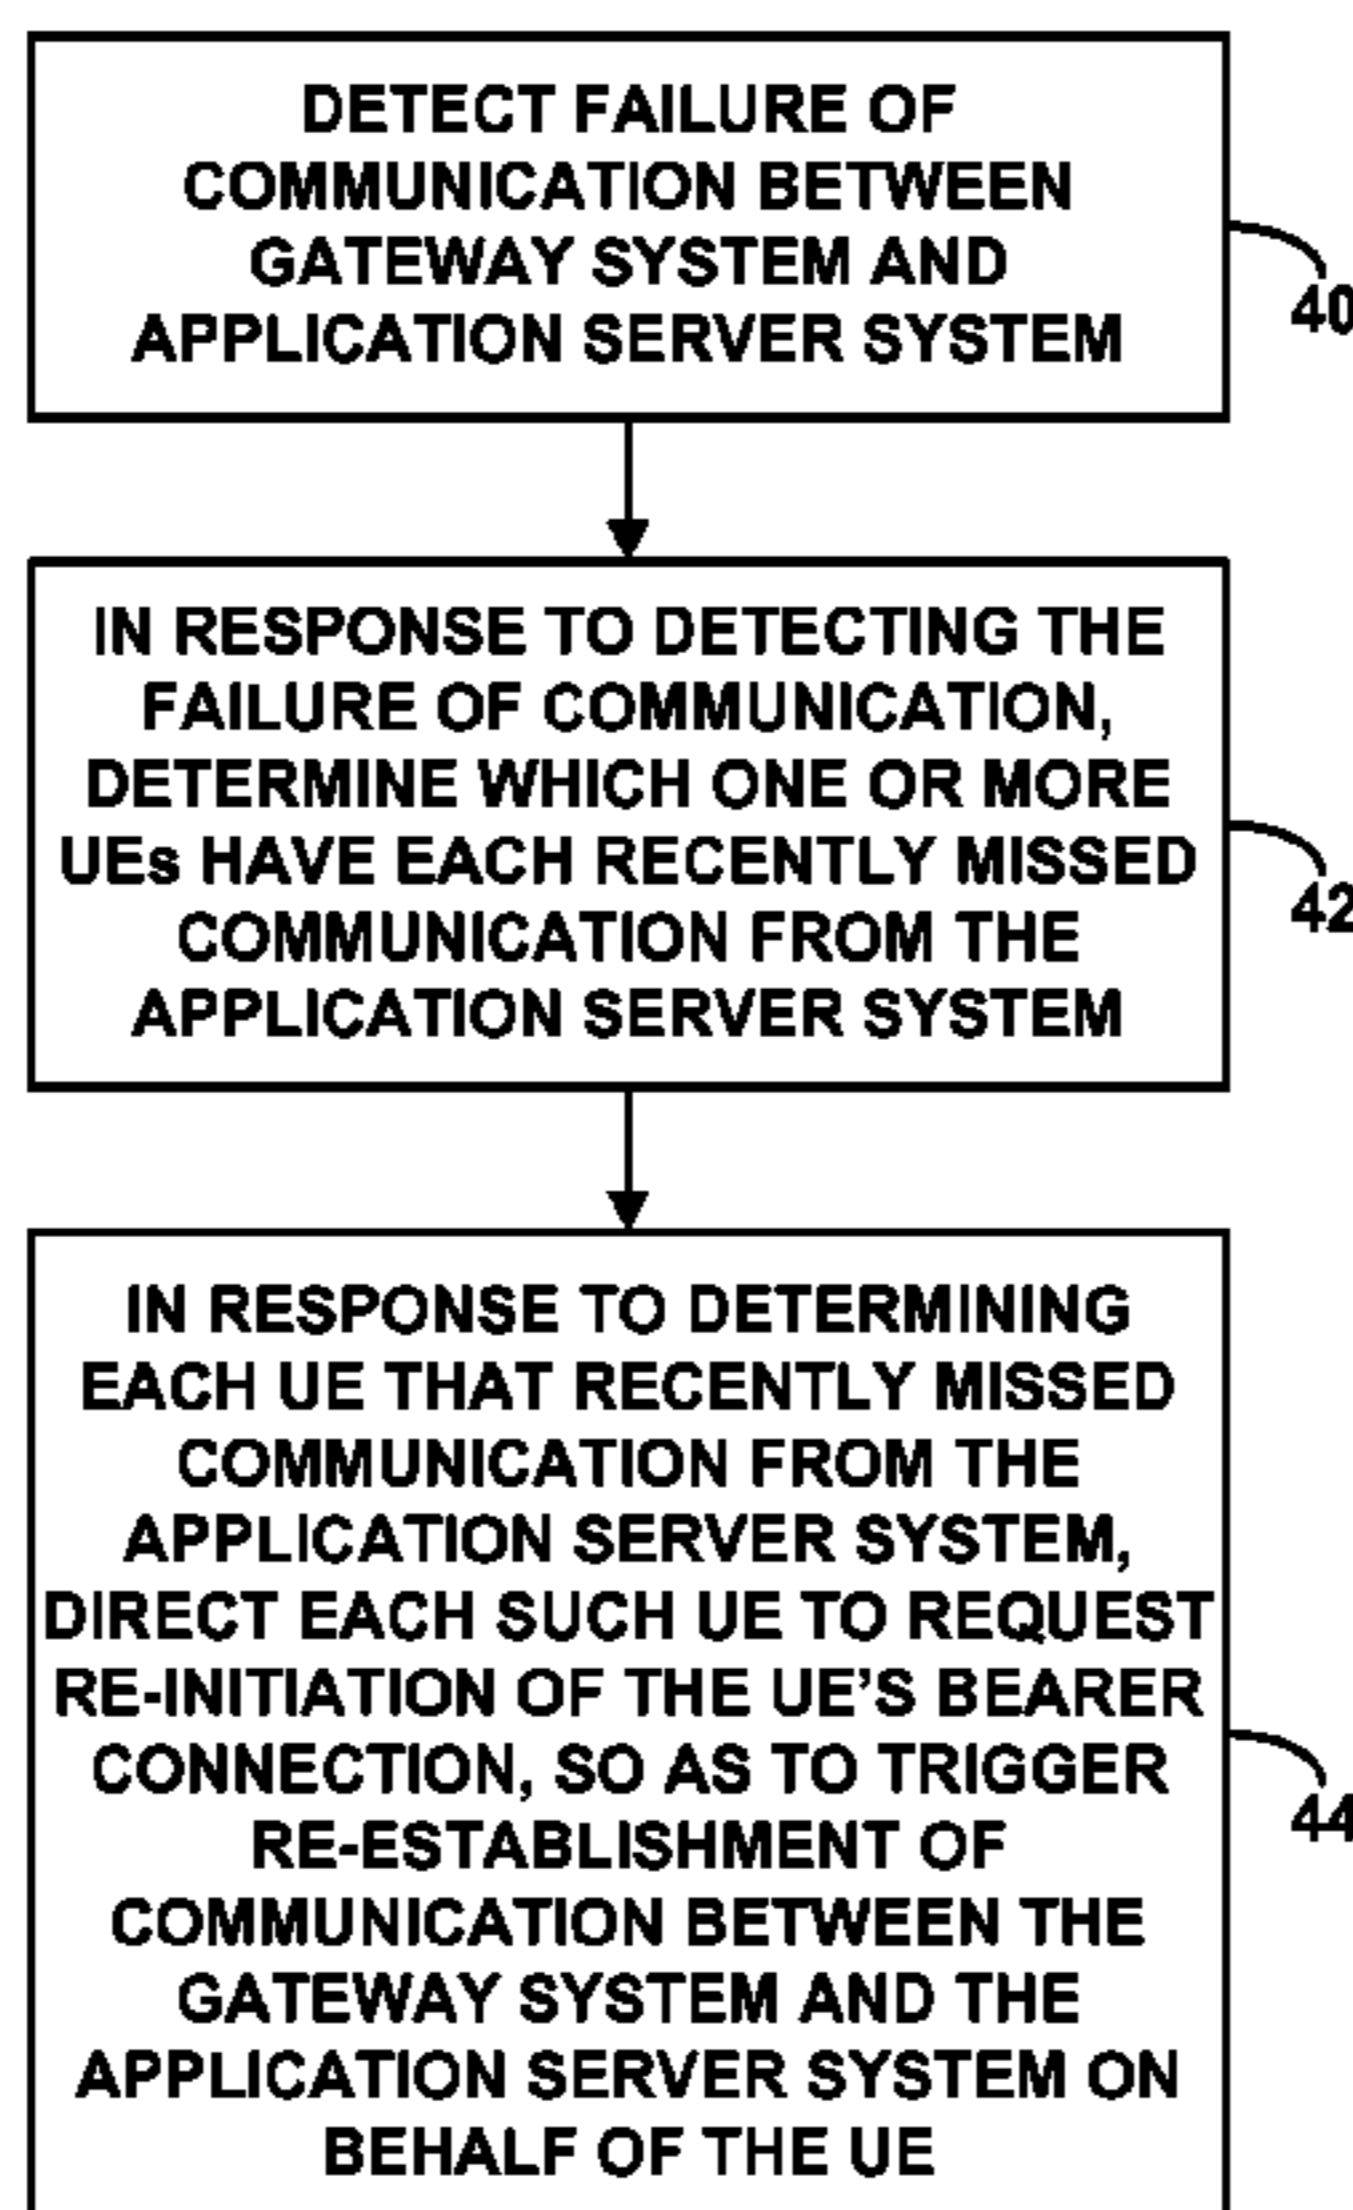 DETECT FAILURE OF
COMMUNICATION BETWEEN
GATEWAY SYSTEM AND
APPLICATION SERVER SYSTEM
40
IN RESPONSE TO DETECTING THE
FAILURE OF COMMUNICATION,
DETERMINE WHICH ONE OR MORE
UEs HAVE EACH RECENTLY MISSED
COMMUNICATION FROM THE
APPLICATION SERVER SYSTEM
42
IN RESPONSE TO DETERMINING
EACH UE THAT RECENTLY MISSED
COMMUNICATION FROM THE
APPLICATION SERVER SYSTEM,
DIRECT EACH SUCH UE TO REQUEST
RE-INITIATION OF THE UE’S BEARER
CONNECTION, SO AS TO TRIGGER
RE-ESTABLISHMENT OF
COMMUNICATION BETWEEN THE
GATEWAY SYSTEM AND THE
APPLICATION SERVER SYSTEM ON
BEHALF OF THE UE
44